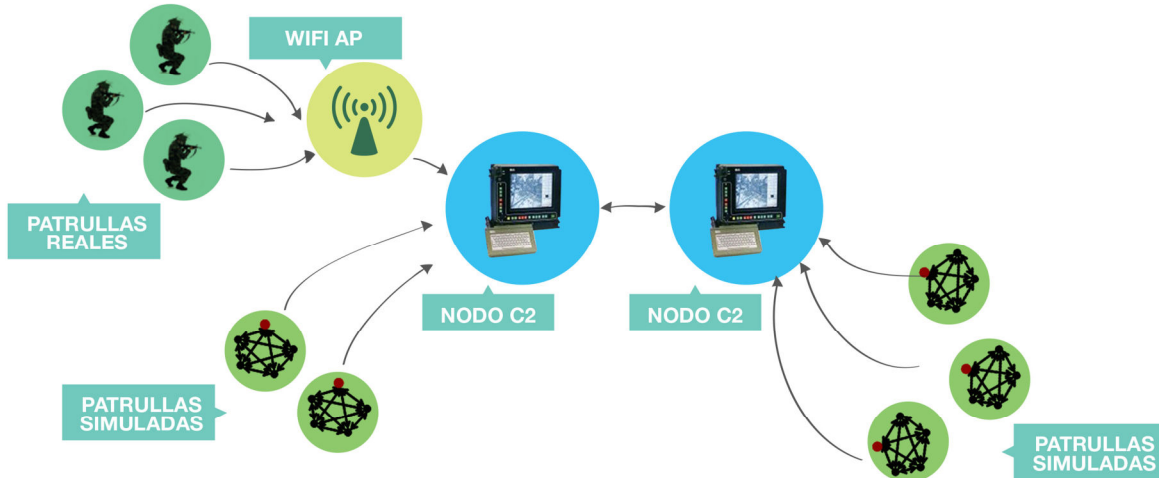 WIFI AP
PATRULLAS
REALES
NODO C2
NODO C2
PATRULLAS
SIMULADAS
PATRULLAS
SIMULADAS